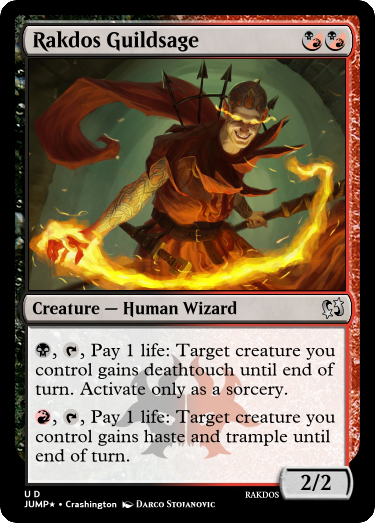 Rakdos Guildsage
Creature — Human Wizard
, , Pay 1 life: Target creature you
control gains deathtouch until end of
turn. Activate only as a sorcery.
, , Pay 1 life: Target creature you
control gains haste and trample until
end of turn.
2/2
U D
JUMP★ • Crashington Darco Stojanovic
RAKDOS